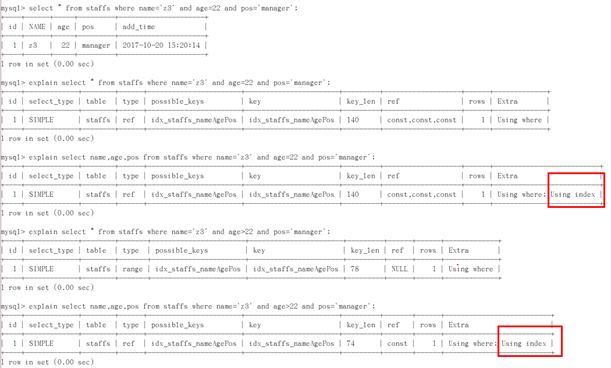 mysql> select * from staffs where name='z3' and age=22 and pos='manager';
| id | NAME | age | pos | add_time |
| 1 | z3 | 22 | manager | 2017-10-20 15:20:14 |
1 row in set (0.00 sec)
mysql> explain select * from staffs where name='z3' and age=22 and pos='manager';
| id | select_type | table | type | possible_keys | key | key_len | ref | rows | Extra |
| 1 | SIMPLE | staffs | ref | idx_staffs_nameAgePos | idx_staffs_nameAgePos | 140 | const,const,const | 1 | Using where |
1 row in set (0.00 sec)
mysql> explain select name,age,pos from staffs where name='z3' and age=22 and pos='manager';
| id | select_type | table | type | possible_keys | key | key_len | ref | rows | Extra |
| 1 | SIMPLE | staffs | ref | idx_staffs_nameAgePos | idx_staffs_nameAgePos | 140 | const,const,const | 1 | Using where; Using index |
1 row in set (0.00 sec)
mysql> explain select * from staffs where name='z3' and age>22 and pos='manager';
| id | select_type | table | type | possible_keys | key | key_len | ref | rows | Extra |
| 1 | SIMPLE | staffs | range | idx_staffs_nameAgePos | idx_staffs_nameAgePos | 78 | NULL | 1 | Using where |
1 row in set (0.00 sec)
mysql> explain select name,age,pos from staffs where name='z3' and age>22 and pos='manager';
| id | select_type | table | type | possible_keys | key | key_len | ref | rows | Extra |
| 1 | SIMPLE | staffs | ref | idx_staffs_nameAgePos | idx_staffs_nameAgePos | 74 | const | 1 | Using where; Using index |
1 row in set (0.00 sec)